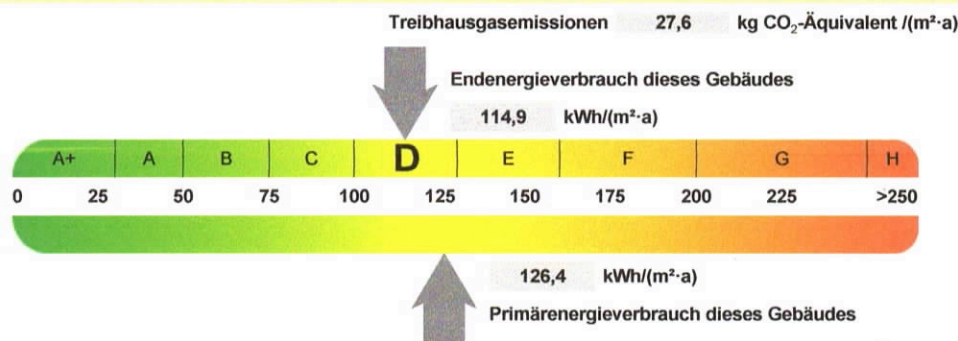 Treibhausgasemissionen 27,6 kg CO₂-Äquivalent /(m²·a)
Endenergieverbrauch dieses Gebäudes
114,9 kWh/(m²·a)
A+ A B C D E F G H
0 25 50 75 100 125 150 175 200 225 >250
126,4 kWh/(m²·a)
Primärenergieverbrauch dieses Gebäudes